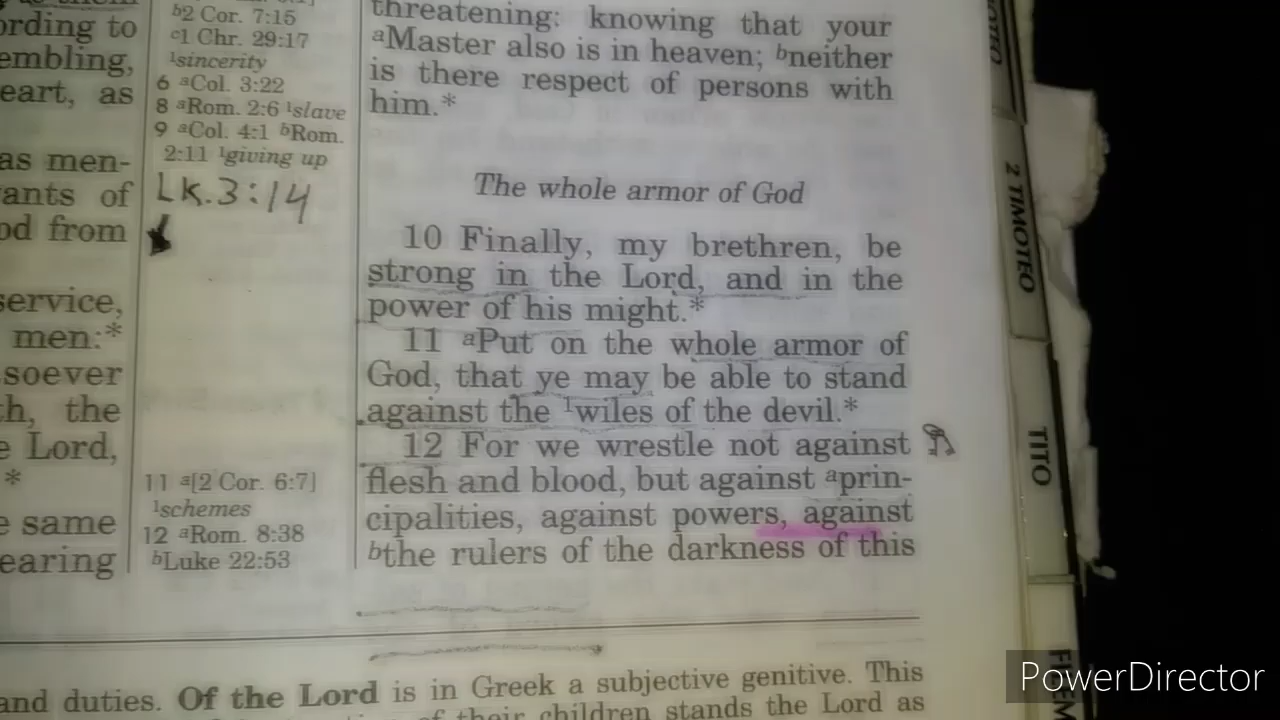 ording to
embling,
eart, as
as men-
ants of
od from
service,
men:*
soever
h, the
e Lord,
*
e same
earing
b2 Cor. 7:15
c1 Chr. 29:17
1sincerity
6 aCol. 3:22
8 aRom. 2:6 1slave
9 aCol. 4:1 bRom.
2:11 1giving up
Lk.3:14
11 a[2 Cor. 6:7]
1schemes
12 aRom. 8:38
bLuke 22:53
threatening: knowing that your
aMaster also is in heaven; bneither
is there respect of persons with
him.*
The whole armor of God
10 Finally, my brethren, be
strong in the Lord, and in the
power of his might.*
11 aPut on the whole armor of
God, that ye may be able to stand
against the 1wiles of the devil.*
12 For we wrestle not against
flesh and blood, but against aprin-
cipalities, against powers, against
bthe rulers of the darkness of this
and duties. Of the Lord is in Greek a subjective genitive. This
of their children stands the Lord as
2 TIMOTEO
TITO
PowerDirector